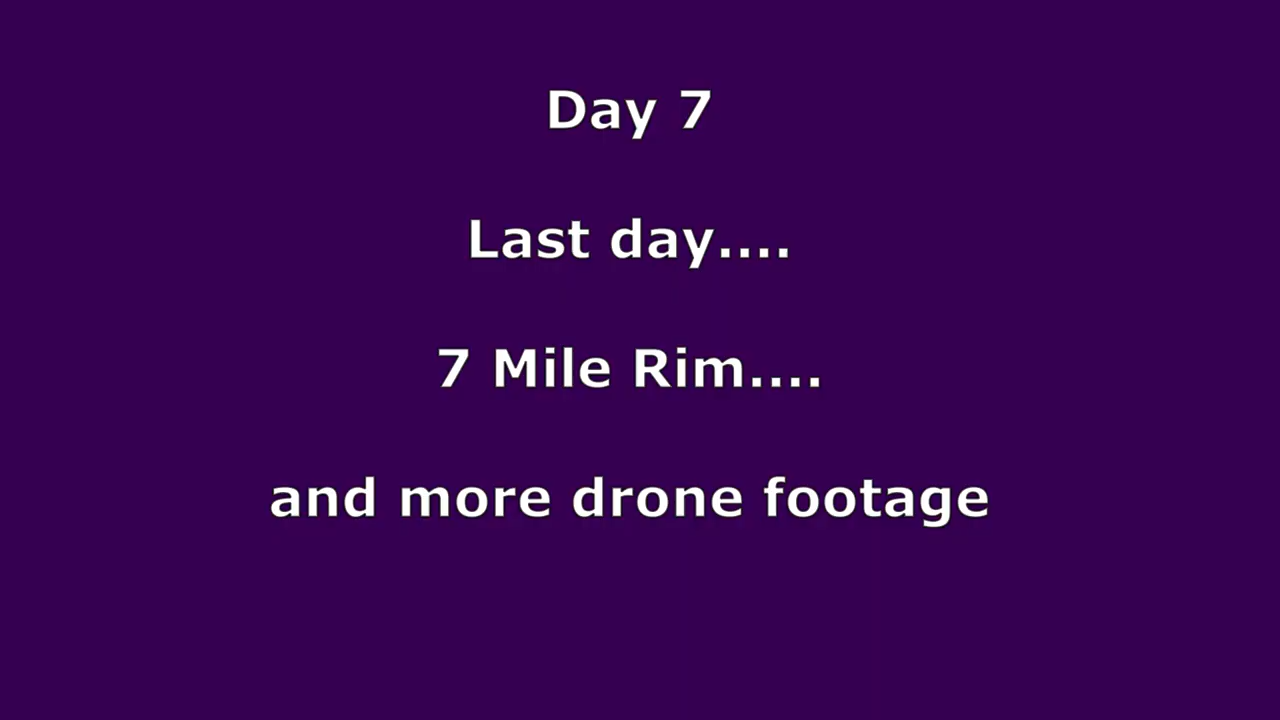 Day 7
Last day....
7 Mile Rim....
and more drone footage